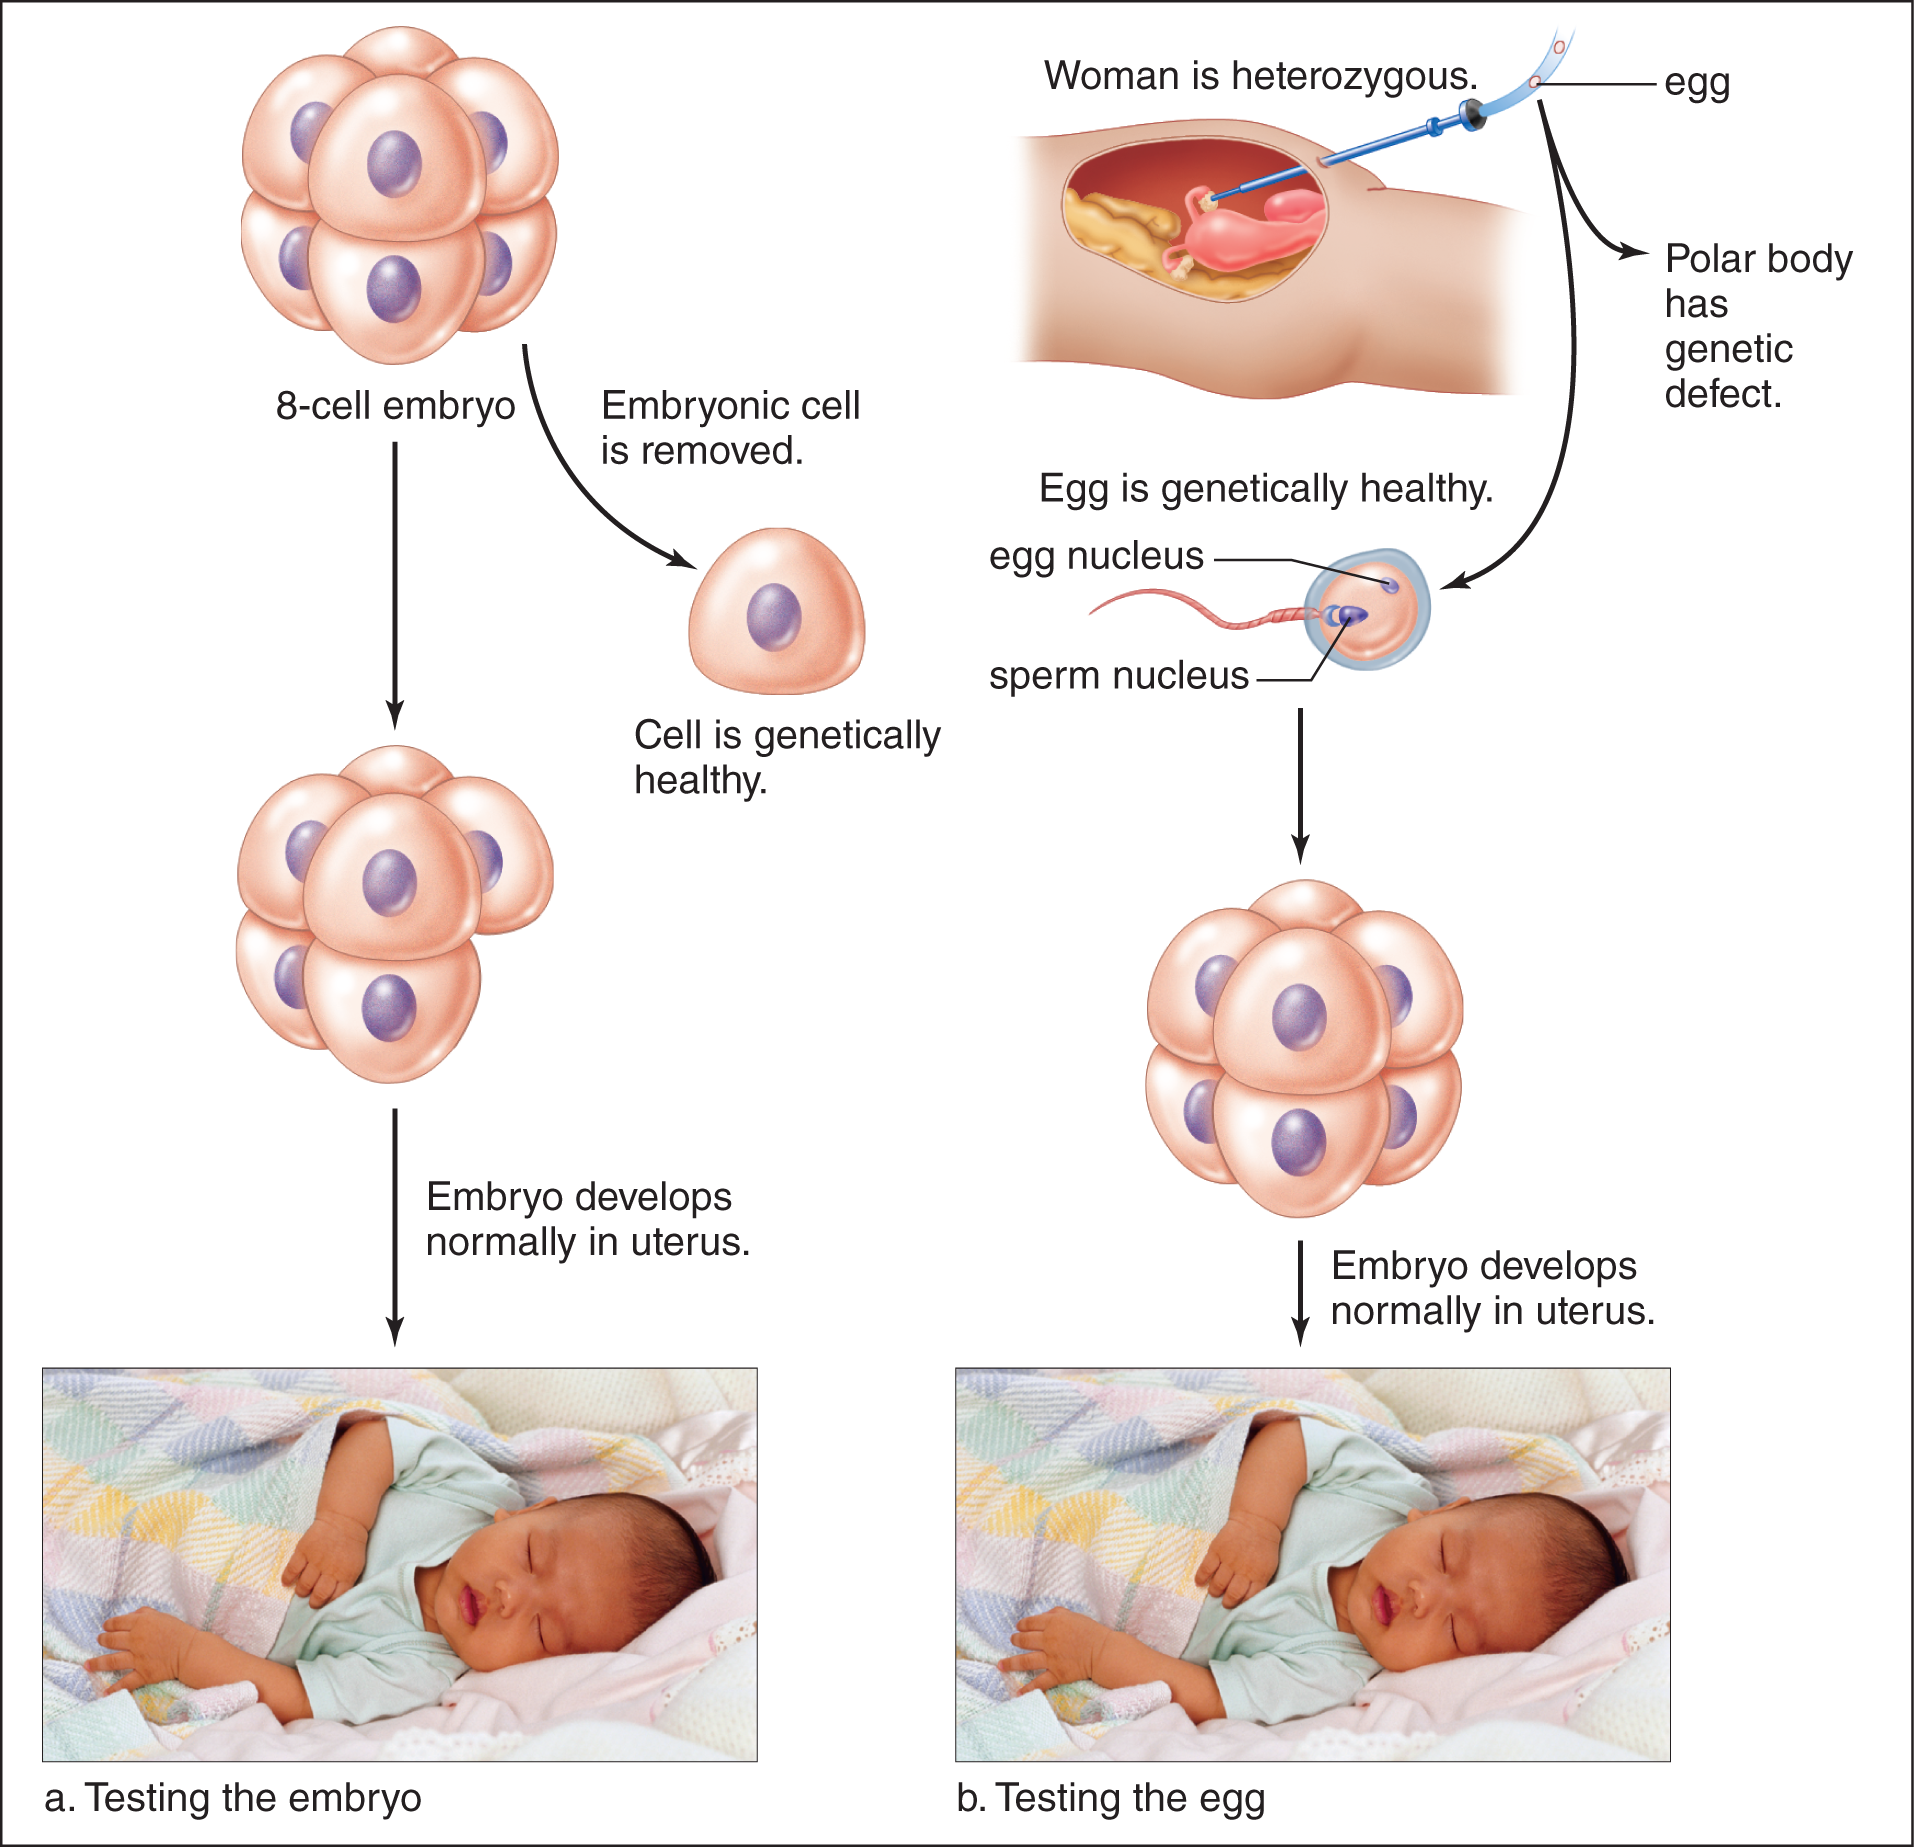 8-cell embryo
Embryonic cell
is removed.
Cell is genetically
healthy.
Embryo develops
normally in uterus.
a. Testing the embryo
Woman is heterozygous.
egg
Polar body
has
genetic
defect.
Egg is genetically healthy.
egg nucleus
sperm nucleus
Embryo develops
normally in uterus.
b. Testing the egg